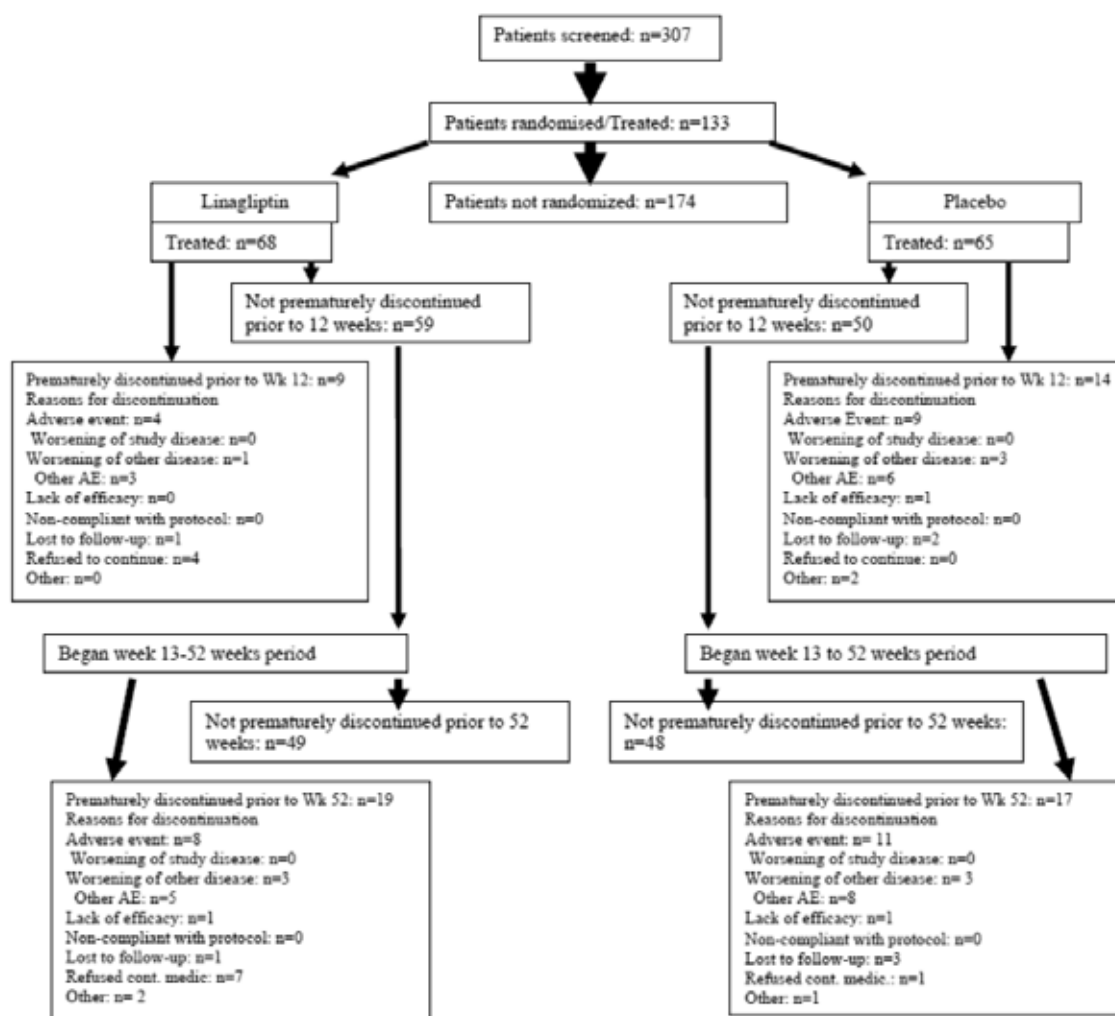 Patients screened: n=307
Patients randomised/Treated: n=133
Patients not randomized: n=174
Linagliptin
Treated: n=68
Placebo
Treated: n=65
Not prematurely discontinued
prior to 12 weeks: n=59
Not prematurely discontinued
prior to 12 weeks: n=50
Prematurely discontinued prior to Wk 12: n=9
Reasons for discontinuation
Adverse event: n=4
Worsening of study disease: n=0
Worsening of other disease: n=1
Other AE: n=3
Lack of efficacy: n=0
Non-compliant with protocol: n=0
Lost to follow-up: n=1
Refused to continue: n=4
Other: n=0
Prematurely discontinued prior to Wk 12: n=14
Reasons for discontinuation
Adverse Event: n=9
Worsening of study disease: n=0
Worsening of other disease: n=3
Other AE: n=6
Lack of efficacy: n=1
Non-compliant with protocol: n=0
Lost to follow-up: n=2
Refused to continue: n=0
Other: n=2
Began week 13-52 weeks period
Began week 13 to 52 weeks period
Not prematurely discontinued prior to 52
weeks: n=49
Not prematurely discontinued prior to 52 weeks:
n=48
Prematurely discontinued prior to Wk 52: n=19
Reasons for discontinuation
Adverse event: n=8
Worsening of study disease: n=0
Worsening of other disease: n=3
Other AE: n=5
Lack of efficacy: n=1
Non-compliant with protocol: n=0
Lost to follow-up: n=1
Refused cont. medic: n=7
Other: n= 2
Prematurely discontinued prior to Wk 52: n=17
Reasons for discontinuation
Adverse event: n= 11
Worsening of study disease: n=0
Worsening of other disease: n= 3
Other AE: n=8
Lack of efficacy: n=1
Non-compliant with protocol: n=0
Lost to follow-up: n=3
Refused cont. medic.: n=1
Other: n=1